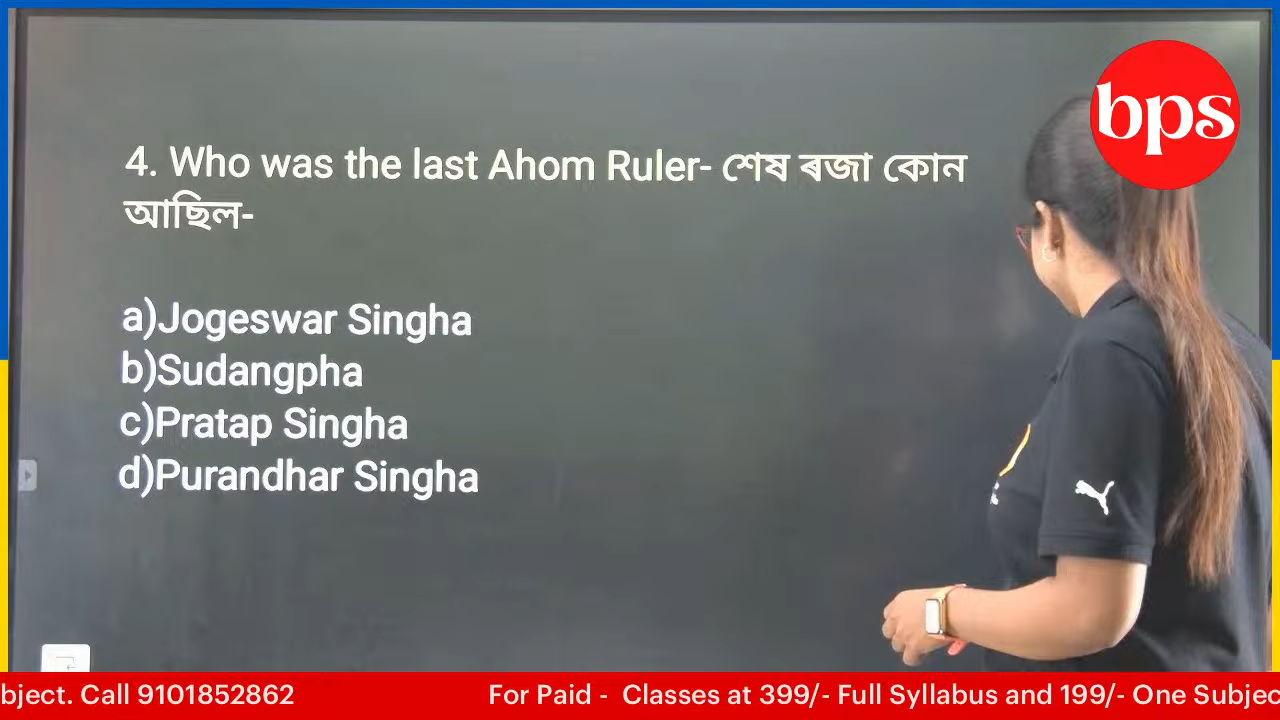 bps
4. Who was the last Ahom Ruler- শেষ ৰজা কোন
আছিল-
a)Jogeswar Singha
b)Sudangpha
c)Pratap Singha
d)Purandhar Singha
bject. Call 9101852862 For Paid - Classes at 399/- Full Syllabus and 199/- One Subjec